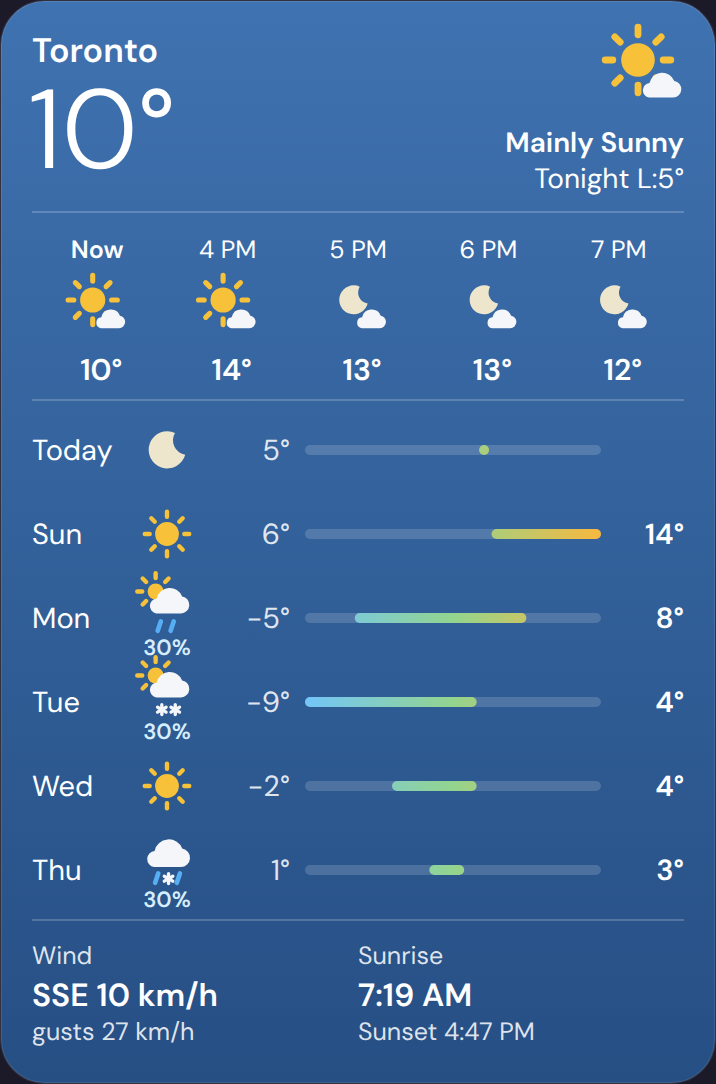 Toronto
10°
Mainly Sunny
Tonight L:5°
Now 4 PM 5 PM 6 PM 7 PM
10° 14° 13° 13° 12°
Today 5°
Sun 6° 14°
Mon 30% -5° 8°
Tue 30% -9° 4°
Wed -2° 4°
Thu 30% 1° 3°
Wind Sunrise
SSE 10 km/h 7:19 AM
gusts 27 km/h Sunset 4:47 PM